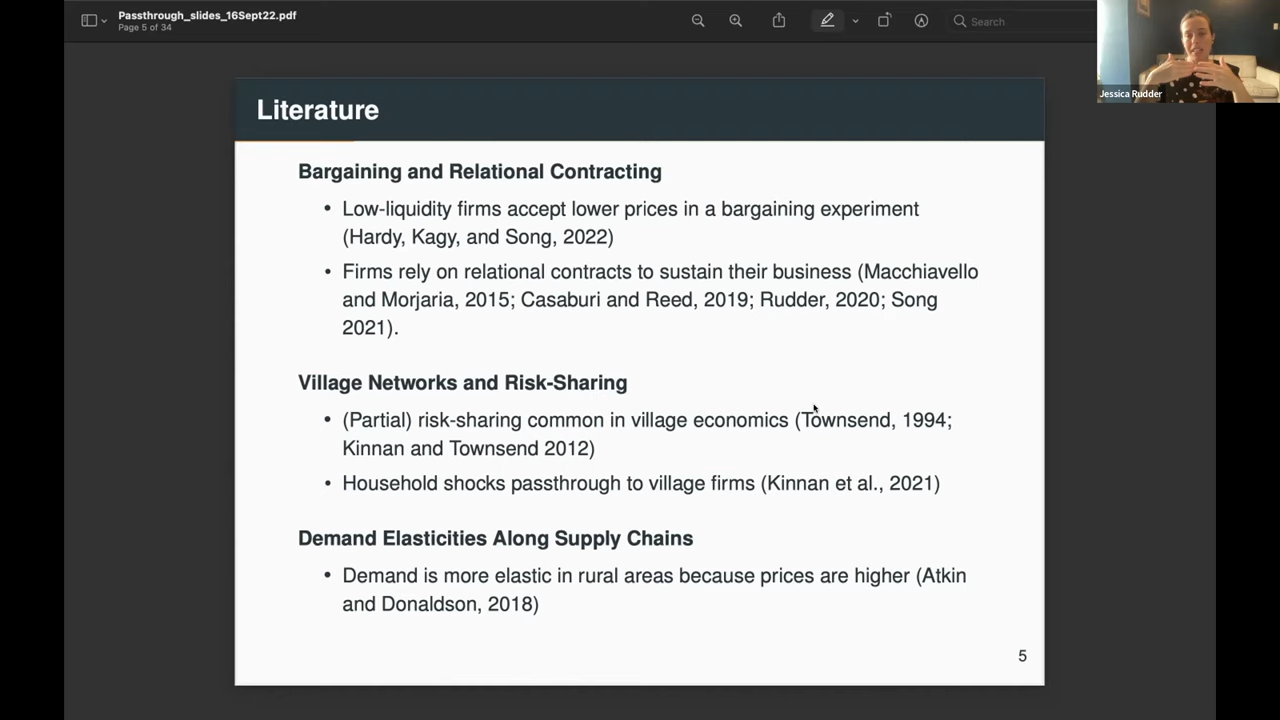 Passthrough_slides_16Sept22.pdf
Page 5 of 34
Search
Jessica Rudder
Literature
Bargaining and Relational Contracting
• Low-liquidity firms accept lower prices in a bargaining experiment
(Hardy, Kagy, and Song, 2022)
• Firms rely on relational contracts to sustain their business (Macchiavello
and Morjaria, 2015; Casaburi and Reed, 2019; Rudder, 2020; Song
2021).
Village Networks and Risk-Sharing
• (Partial) risk-sharing common in village economics (Townsend, 1994;
Kinnan and Townsend 2012)
• Household shocks passthrough to village firms (Kinnan et al., 2021)
Demand Elasticities Along Supply Chains
• Demand is more elastic in rural areas because prices are higher (Atkin
and Donaldson, 2018)
5